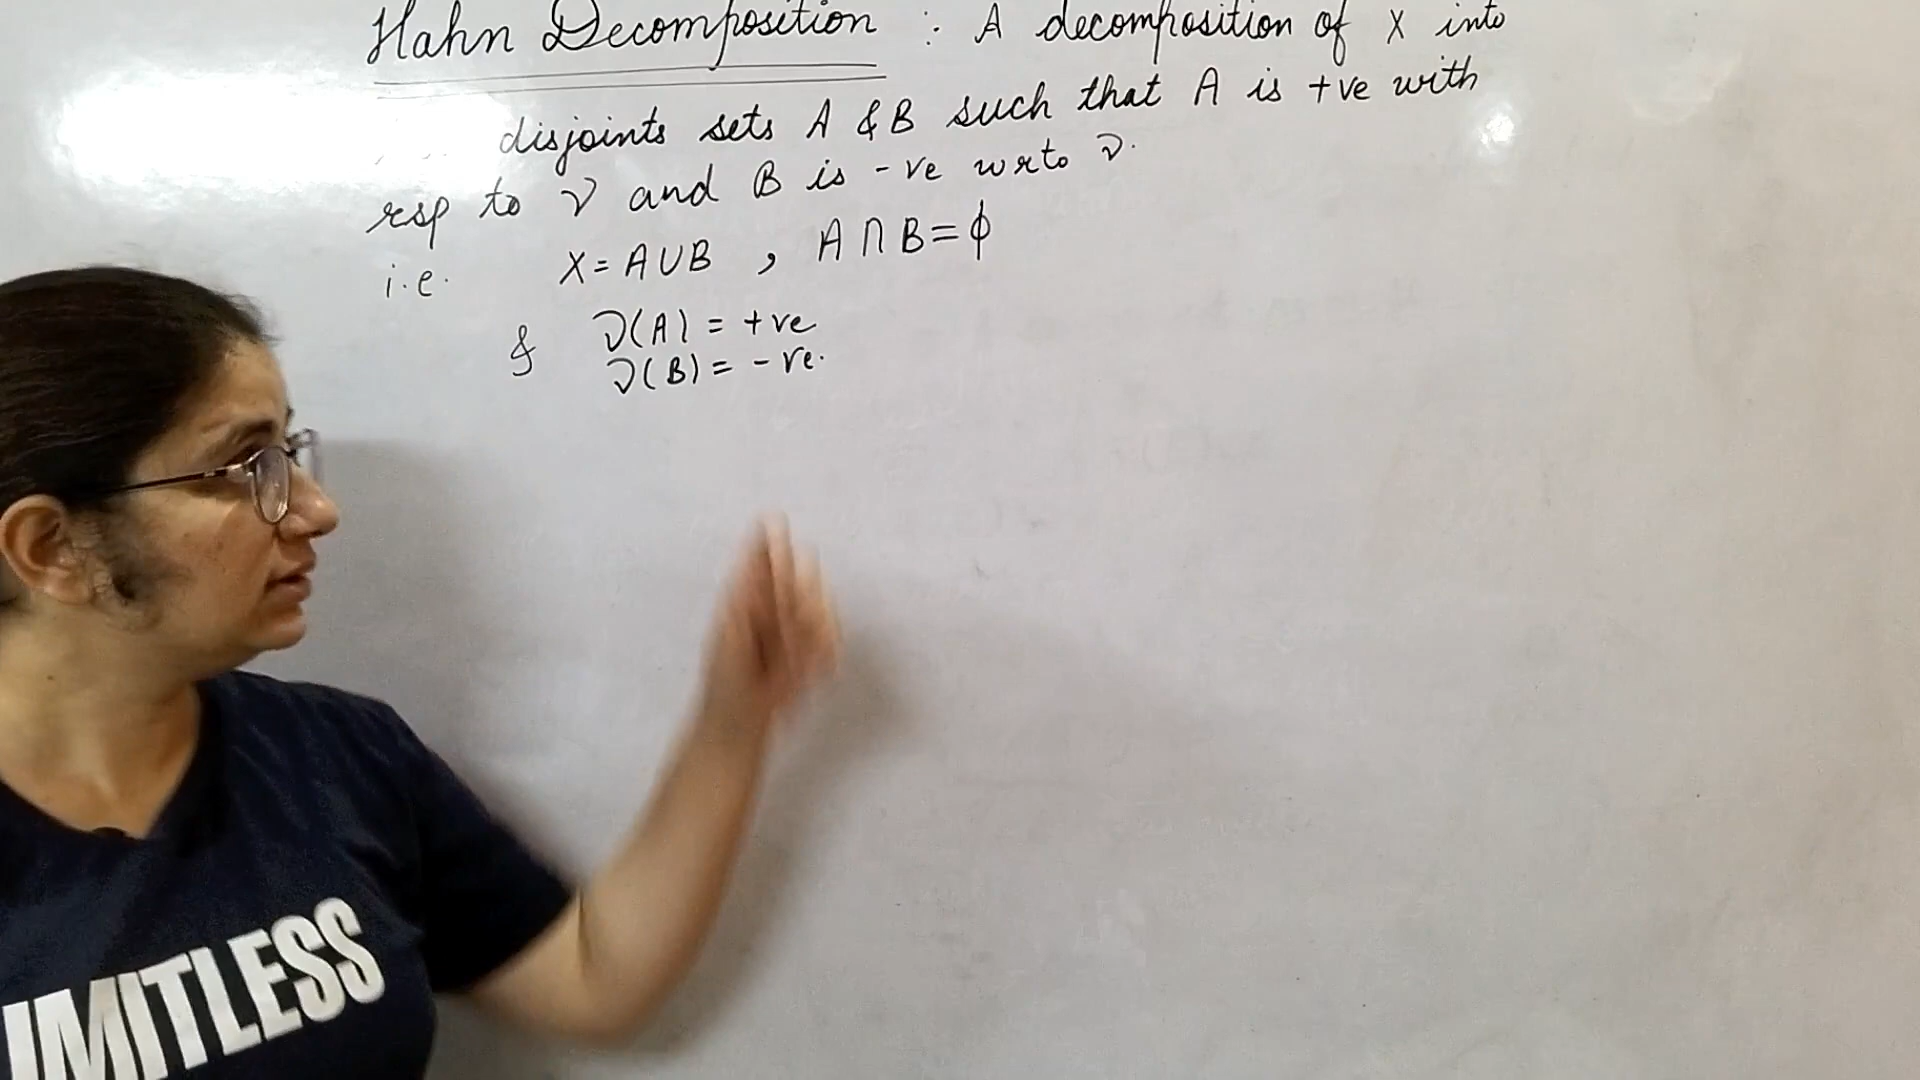 Hahn Decomposition : A decomposition of X into
disjoints sets A & B such that A is +ve with
resp to ν and B is -ve wrto ν.
i.e. X = A∪B , A∩B = ϕ
& ν(A) = +ve
ν(B) = -ve.
IMITLESS